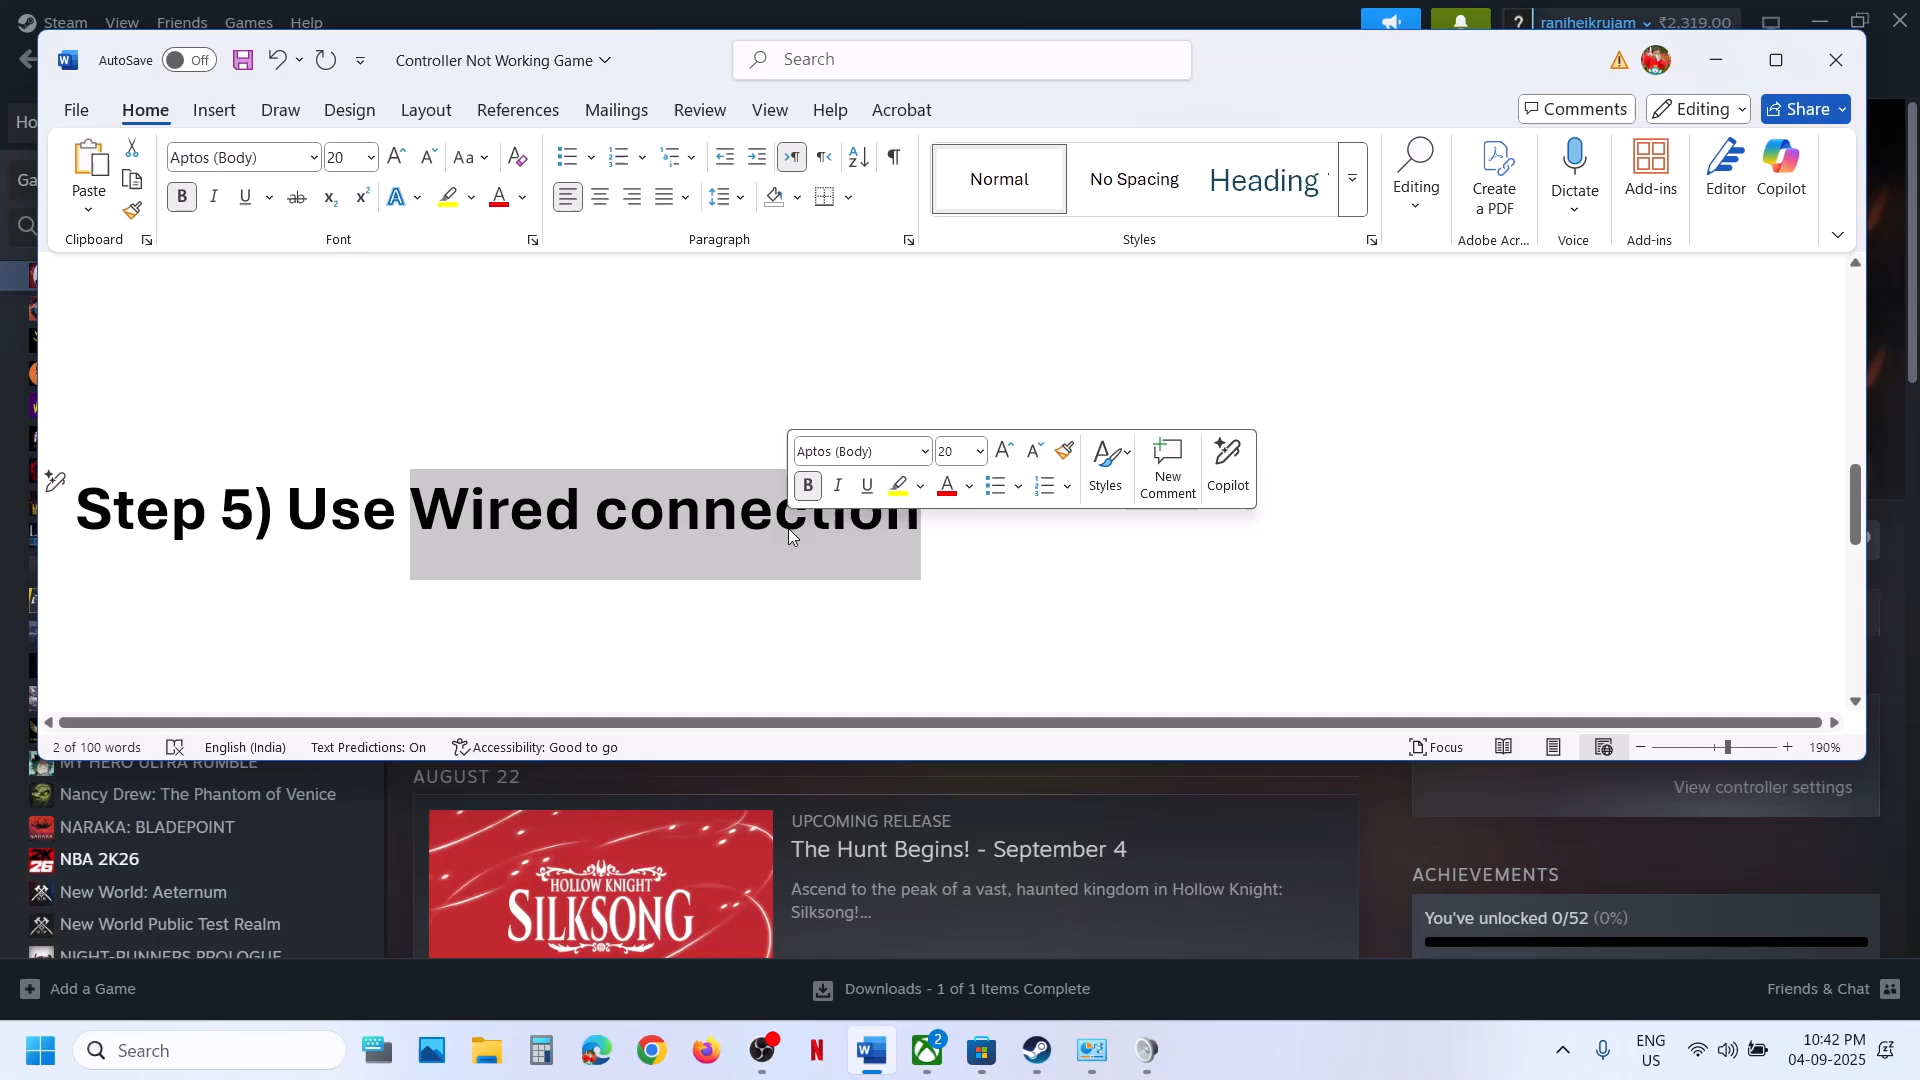 Steam View Friends Games Help
raniheikrujam ₹2,319.00
AutoSave Off
Controller Not Working Game
Search
File Home Insert Draw Design Layout References Mailings Review View Help Acrobat
Comments Editing Share
Paste
Clipboard
Aptos (Body) 20
Font
Paragraph
Normal No Spacing Heading
Styles
Editing
Create a PDF
Adobe Acr...
Dictate
Voice
Add-ins
Add-ins
Editor Copilot
Aptos (Body) 20
Styles
New Comment
Copilot
Step 5) Use Wired connection
2 of 100 words English (India) Text Predictions: On Accessibility: Good to go
Focus 190%
MY HERO ULTRA RUMBLE
Nancy Drew: The Phantom of Venice
NARAKA: BLADEPOINT
NBA 2K26
New World: Aeternum
New World Public Test Realm
NIGHT-RUNNERS PROLOGUE
AUGUST 22
HOLLOW KNIGHT
SILKSONG
UPCOMING RELEASE
The Hunt Begins! - September 4
Ascend to the peak of a vast, haunted kingdom in Hollow Knight:
Silksong!...
View controller settings
ACHIEVEMENTS
You've unlocked 0/52 (0%)
Add a Game
Downloads - 1 of 1 Items Complete
Friends & Chat
Search
2
ENG
US
10:42 PM
04-09-2025